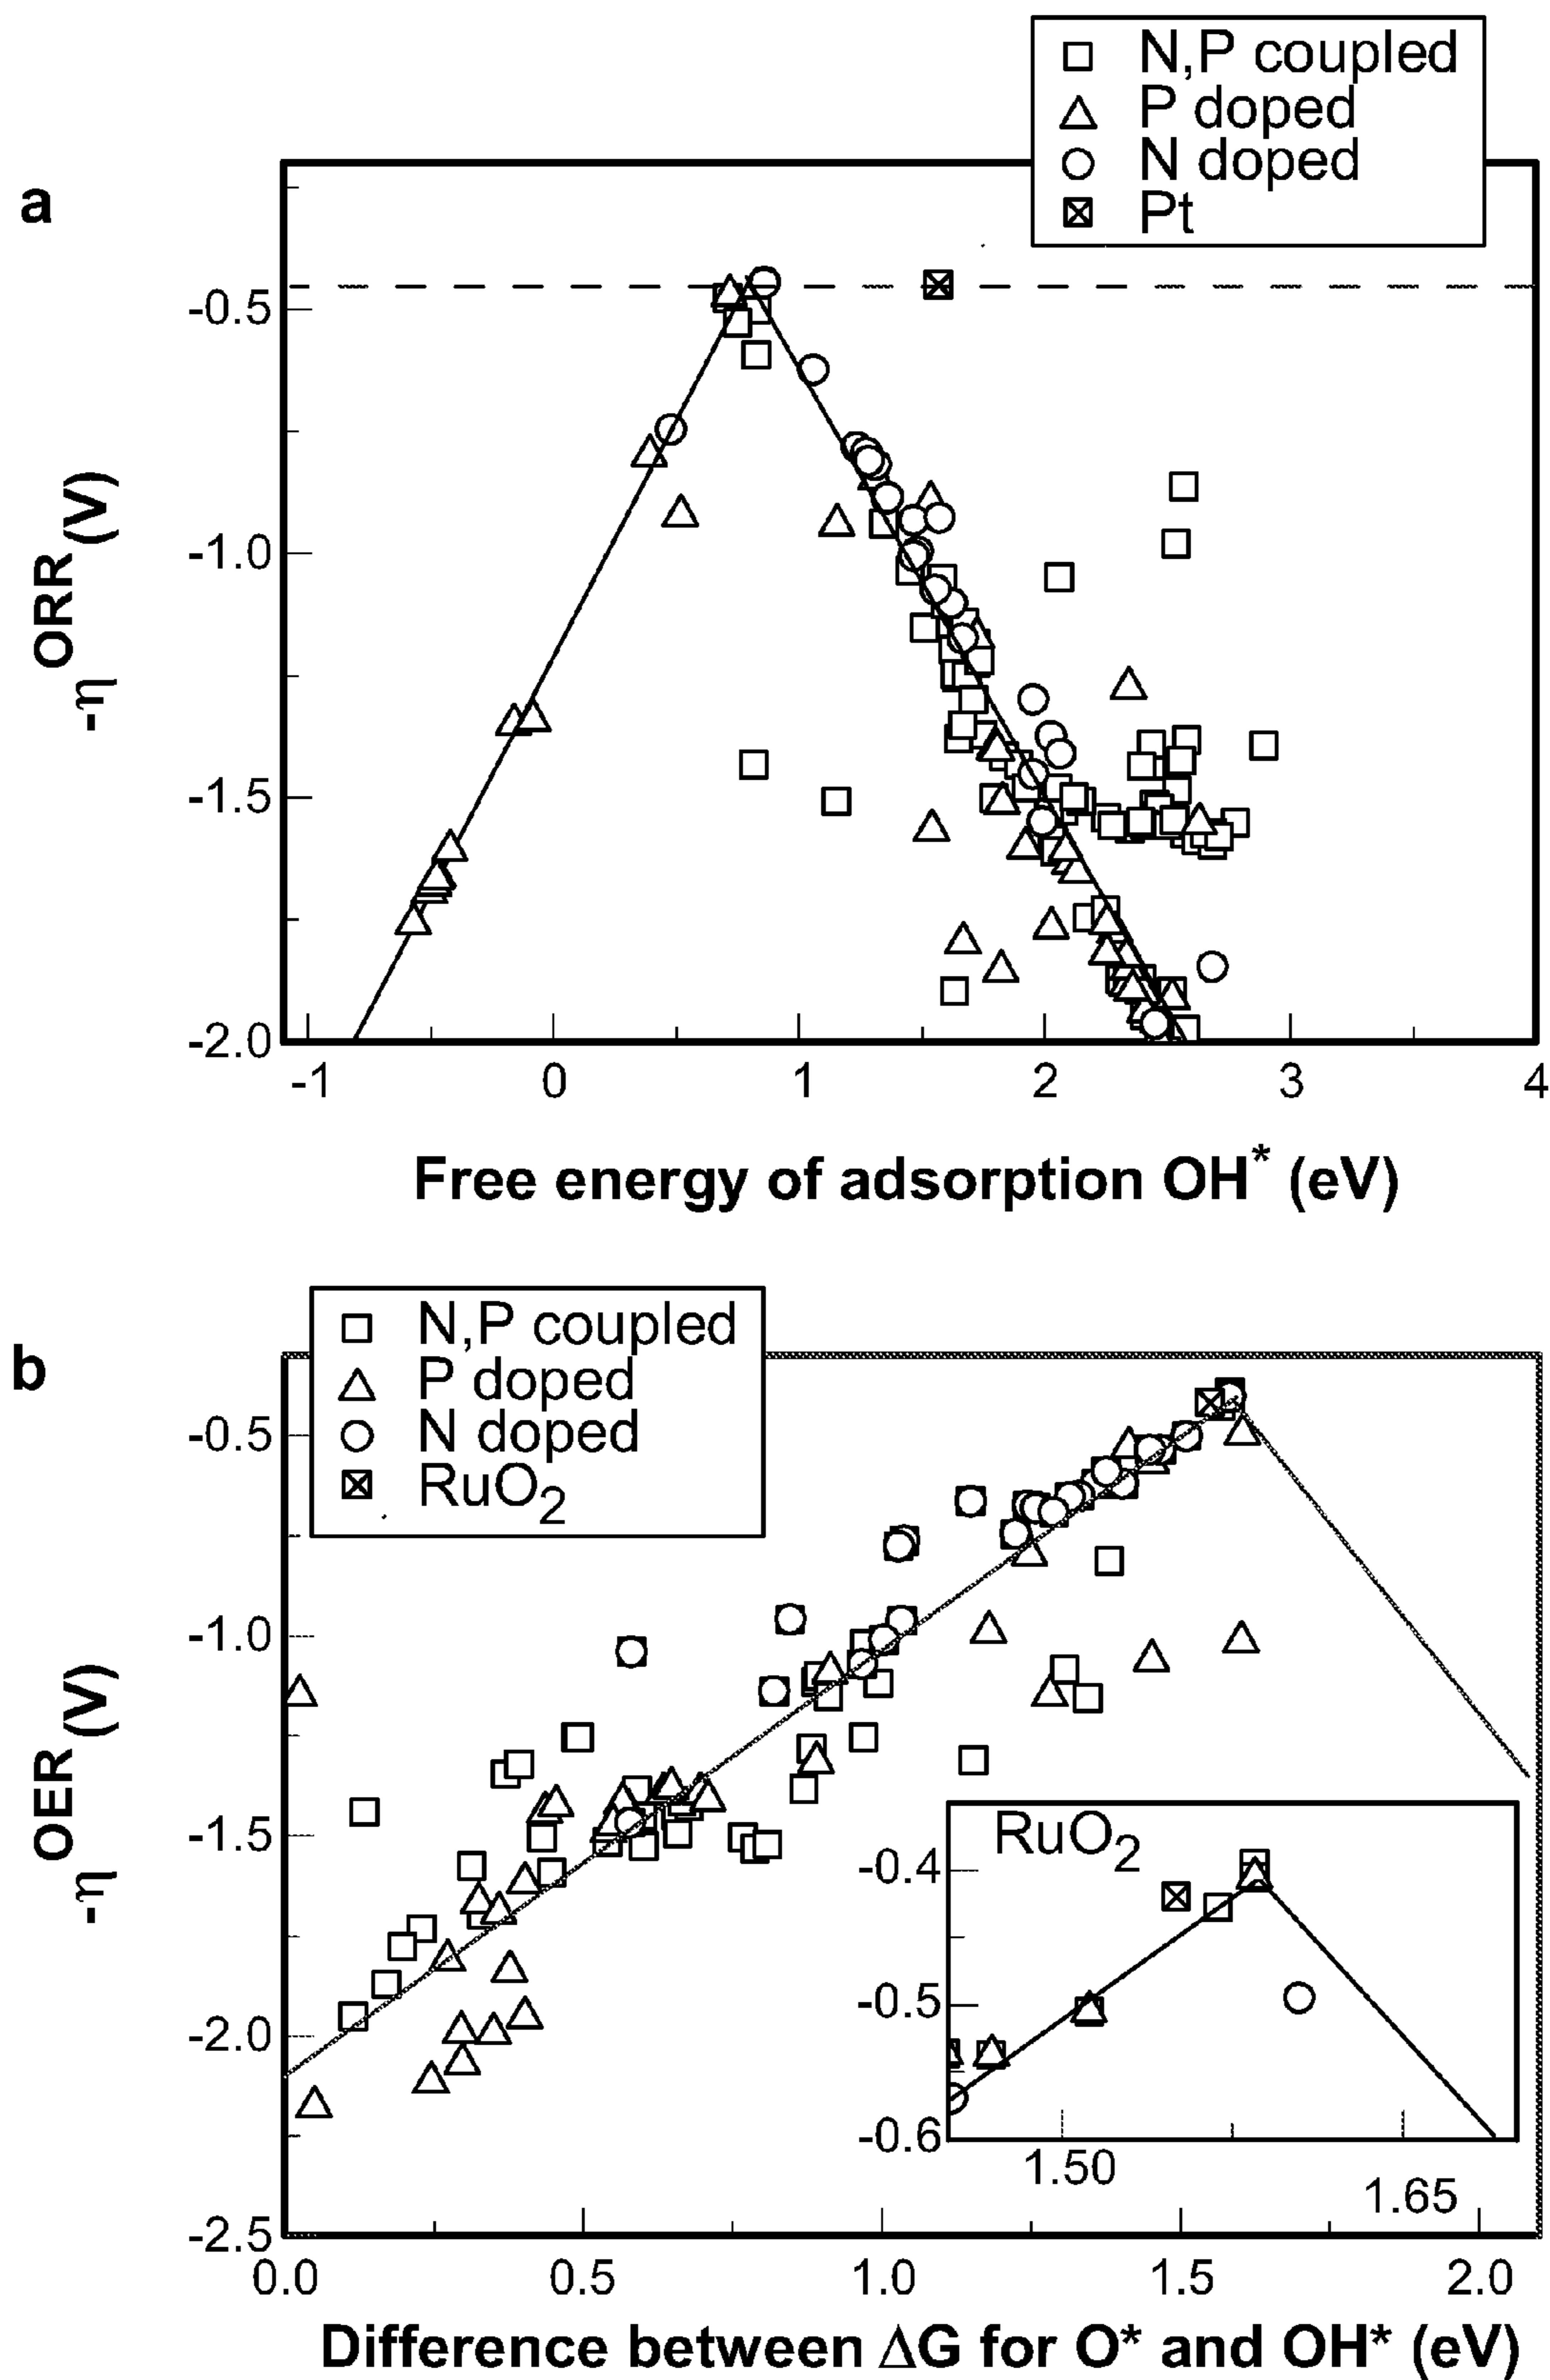 N,P coupled
P doped
N doped
Pt
a
-0.5
-1.0
-1.5
-2.0
-η ORR (V)
-1 0 1 2 3 4
Free energy of adsorption OH* (eV)
b
N,P coupled
P doped
N doped
RuO2
-0.5
-1.0
-1.5
-2.0
-2.5
-η OER (V)
RuO2
-0.4
-0.5
-0.6
1.50
1.65
0.0 0.5 1.0 1.5 2.0
Difference between ΔG for O* and OH* (eV)